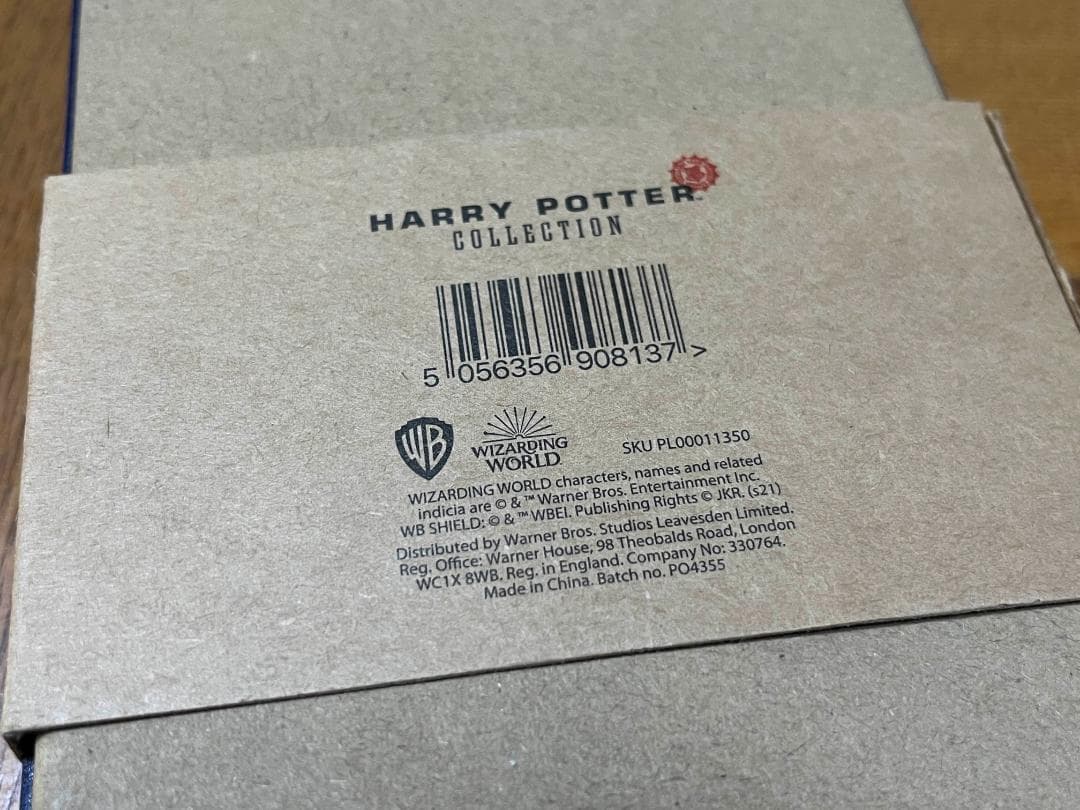 HARRY POTTER™
COLLECTION
5 056356 908137 >
WB
WIZARDING
WORLD
SKU PL00011350
WIZARDING WORLD characters, names and related
indicia are © & ™ Warner Bros. Entertainment Inc.
WB SHIELD: © & ™ WBEI. Publishing Rights © JKR. (s21)
Distributed by Warner Bros. Studios Leavesden Limited.
Reg. Office: Warner House, 98 Theobalds Road, London
WC1X 8WB. Reg. in England. Company No: 330764.
Made in China. Batch no. PO4355